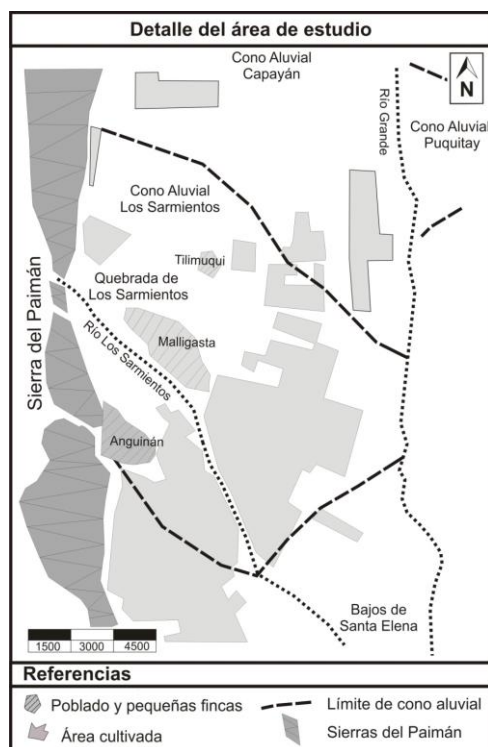 Detalle del área de estudio
Cono Aluvial
Capayán
N
Río Grande
Cono Aluvial
Puquitay
Cono Aluvial
Los Sarmientos
Tilimuqui
Quebrada de
Los Sarmientos
Sierra del Paimán
Río Los Sarmientos
Malligasta
Anguinán
Bajos de
Santa Elena
1500 3000 4500
Referencias
Poblado y pequeñas fincas
Límite de cono aluvial
Área cultivada
Sierras del Paimán